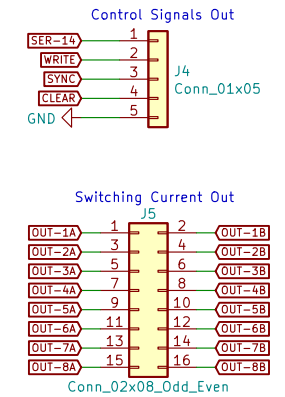 Control Signals Out
SER-14 1
WRITE 2
SYNC 3
CLEAR 4
GND 5
J4
Conn_01x05
Switching Current Out
J5
OUT-1A 1 2 OUT-1B
OUT-2A 3 4 OUT-2B
OUT-3A 5 6 OUT-3B
OUT-4A 7 8 OUT-4B
OUT-5A 9 10 OUT-5B
OUT-6A 11 12 OUT-6B
OUT-7A 13 14 OUT-7B
OUT-8A 15 16 OUT-8B
Conn_02x08_Odd_Even